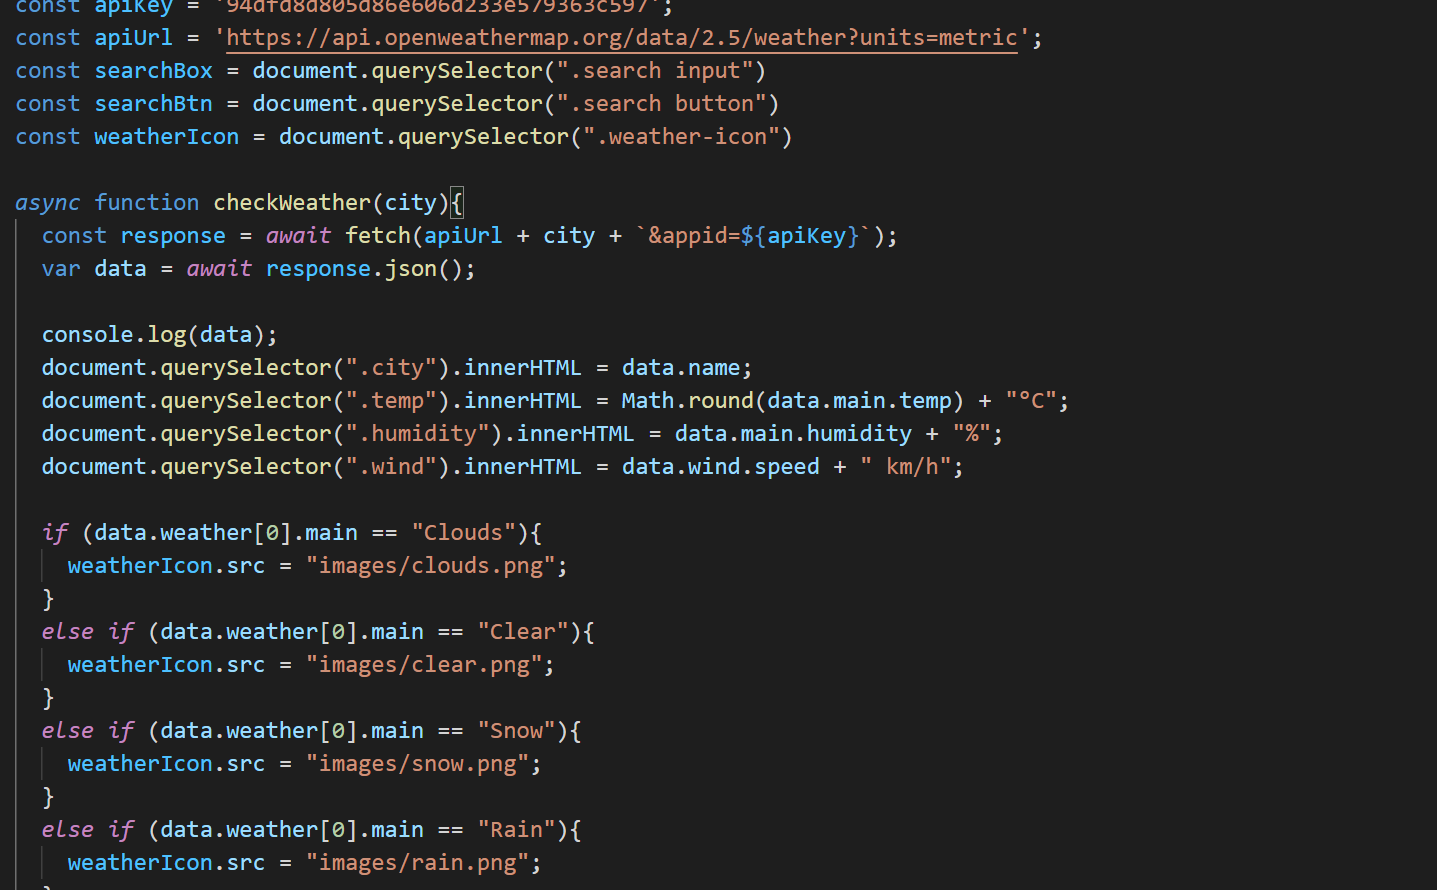 const apiKey = '94dfd8d805d86e606d233e579363c597';
const apiUrl = 'https://api.openweathermap.org/data/2.5/weather?units=metric';
const searchBox = document.querySelector(".search input")
const searchBtn = document.querySelector(".search button")
const weatherIcon = document.querySelector(".weather-icon")
async function checkWeather(city){
const response = await fetch(apiUrl + city + `&appid=${apiKey}`);
var data = await response.json();
console.log(data);
document.querySelector(".city").innerHTML = data.name;
document.querySelector(".temp").innerHTML = Math.round(data.main.temp) + "°C";
document.querySelector(".humidity").innerHTML = data.main.humidity + "%";
document.querySelector(".wind").innerHTML = data.wind.speed + " km/h";
if (data.weather[0].main == "Clouds"){
weatherIcon.src = "images/clouds.png";
}
else if (data.weather[0].main == "Clear"){
weatherIcon.src = "images/clear.png";
}
else if (data.weather[0].main == "Snow"){
weatherIcon.src = "images/snow.png";
}
else if (data.weather[0].main == "Rain"){
weatherIcon.src = "images/rain.png";
}